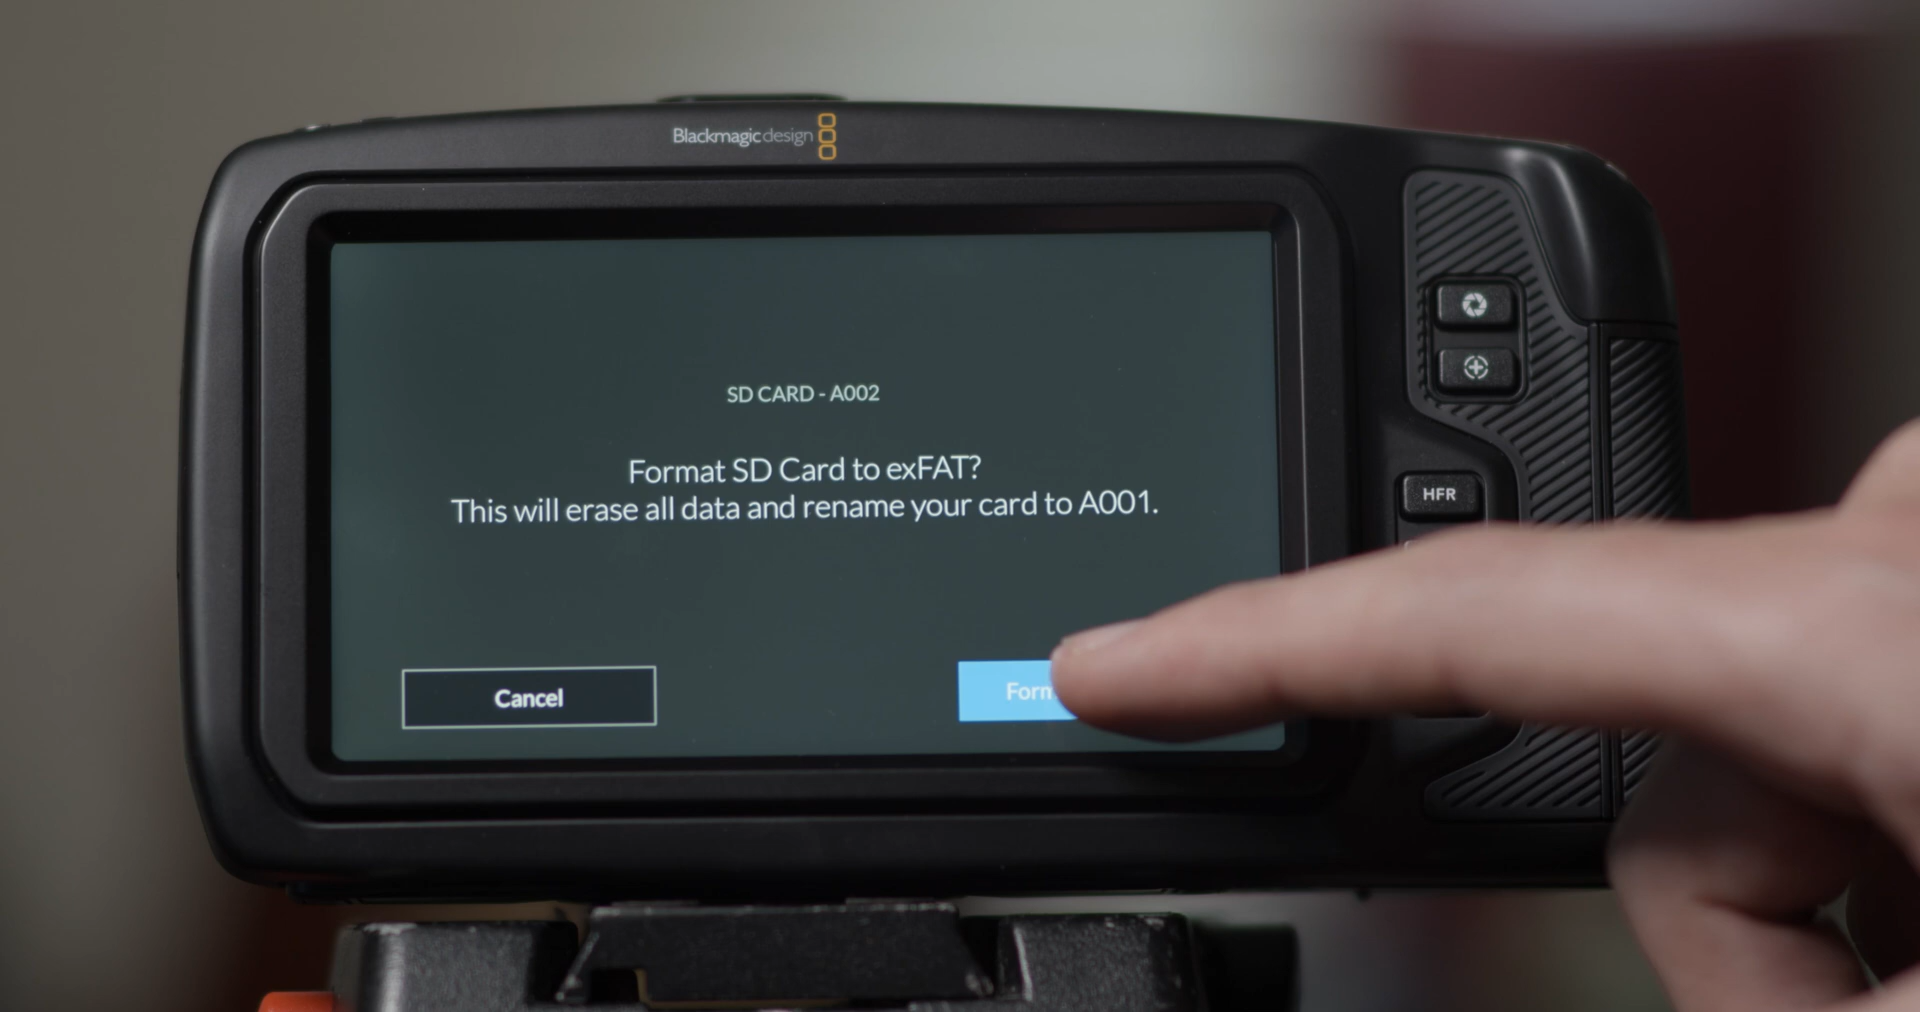 Blackmagicdesign
SD CARD - A002
Format SD Card to exFAT?
This will erase all data and rename your card to A001.
HFR
Cancel